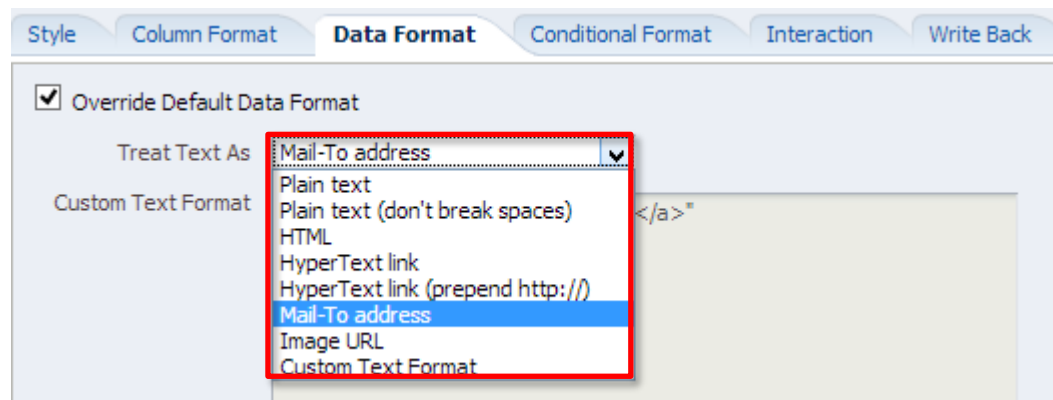 Style Column Format Data Format Conditional Format Interaction Write Back
Override Default Data Format
Treat Text As Mail-To address
Custom Text Format
Plain text
Plain text (don't break spaces)
</a>"
HTML
HyperText link
HyperText link (prepend http://)
Mail-To address
Image URL
Custom Text Format